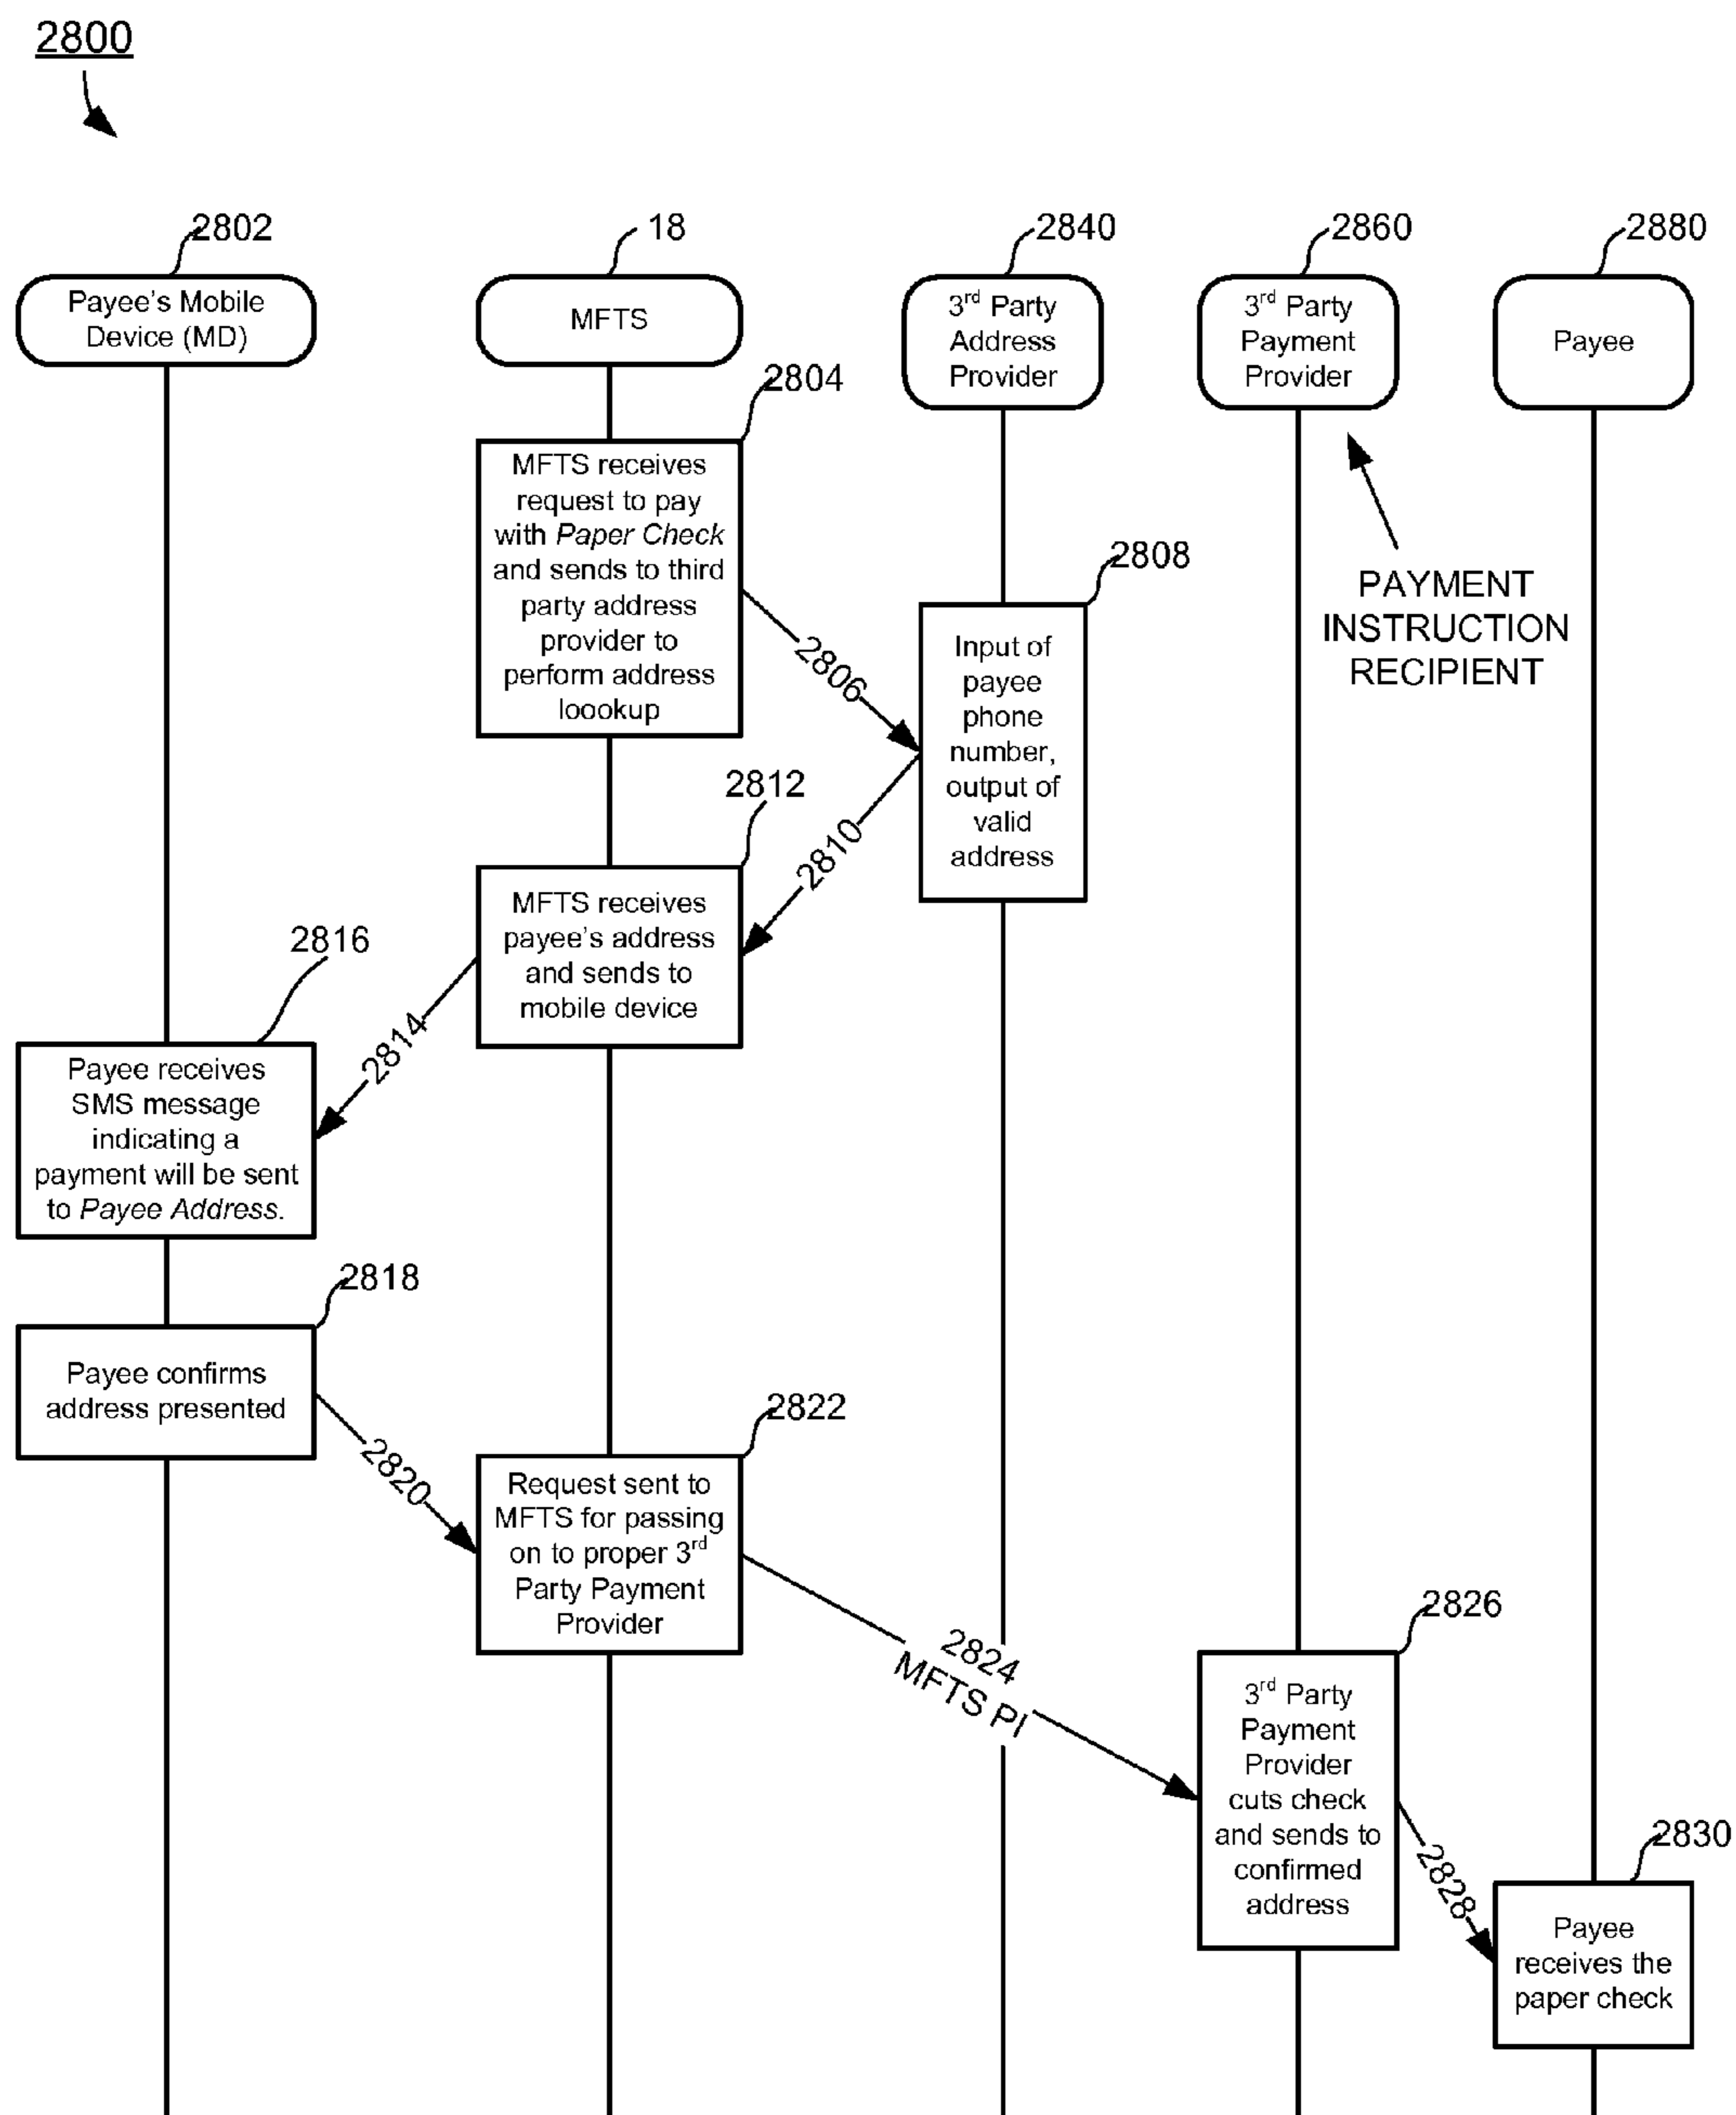 2800
2802
18
2840
2860
2880
Payee's Mobile
Device (MD)
MFTS
3rd Party
Address
Provider
3rd Party
Payment
Provider
Payee
2804
MFTS receives
request to pay
with Paper Check
and sends to third
party address
provider to
perform address
loookup
2806
2808
Input of
payee
phone
number,
output of
valid
address
PAYMENT
INSTRUCTION
RECIPIENT
2810
2812
MFTS receives
payee's address
and sends to
mobile device
2814
2816
Payee receives
SMS message
indicating a
payment will be sent
to Payee Address.
2818
Payee confirms
address presented
2820
2822
Request sent to
MFTS for passing
on to proper 3rd
Party Payment
Provider
2824
MFTS PI
2826
3rd Party
Payment
Provider
cuts check
and sends to
confirmed
address
2828
2830
Payee
receives the
paper check